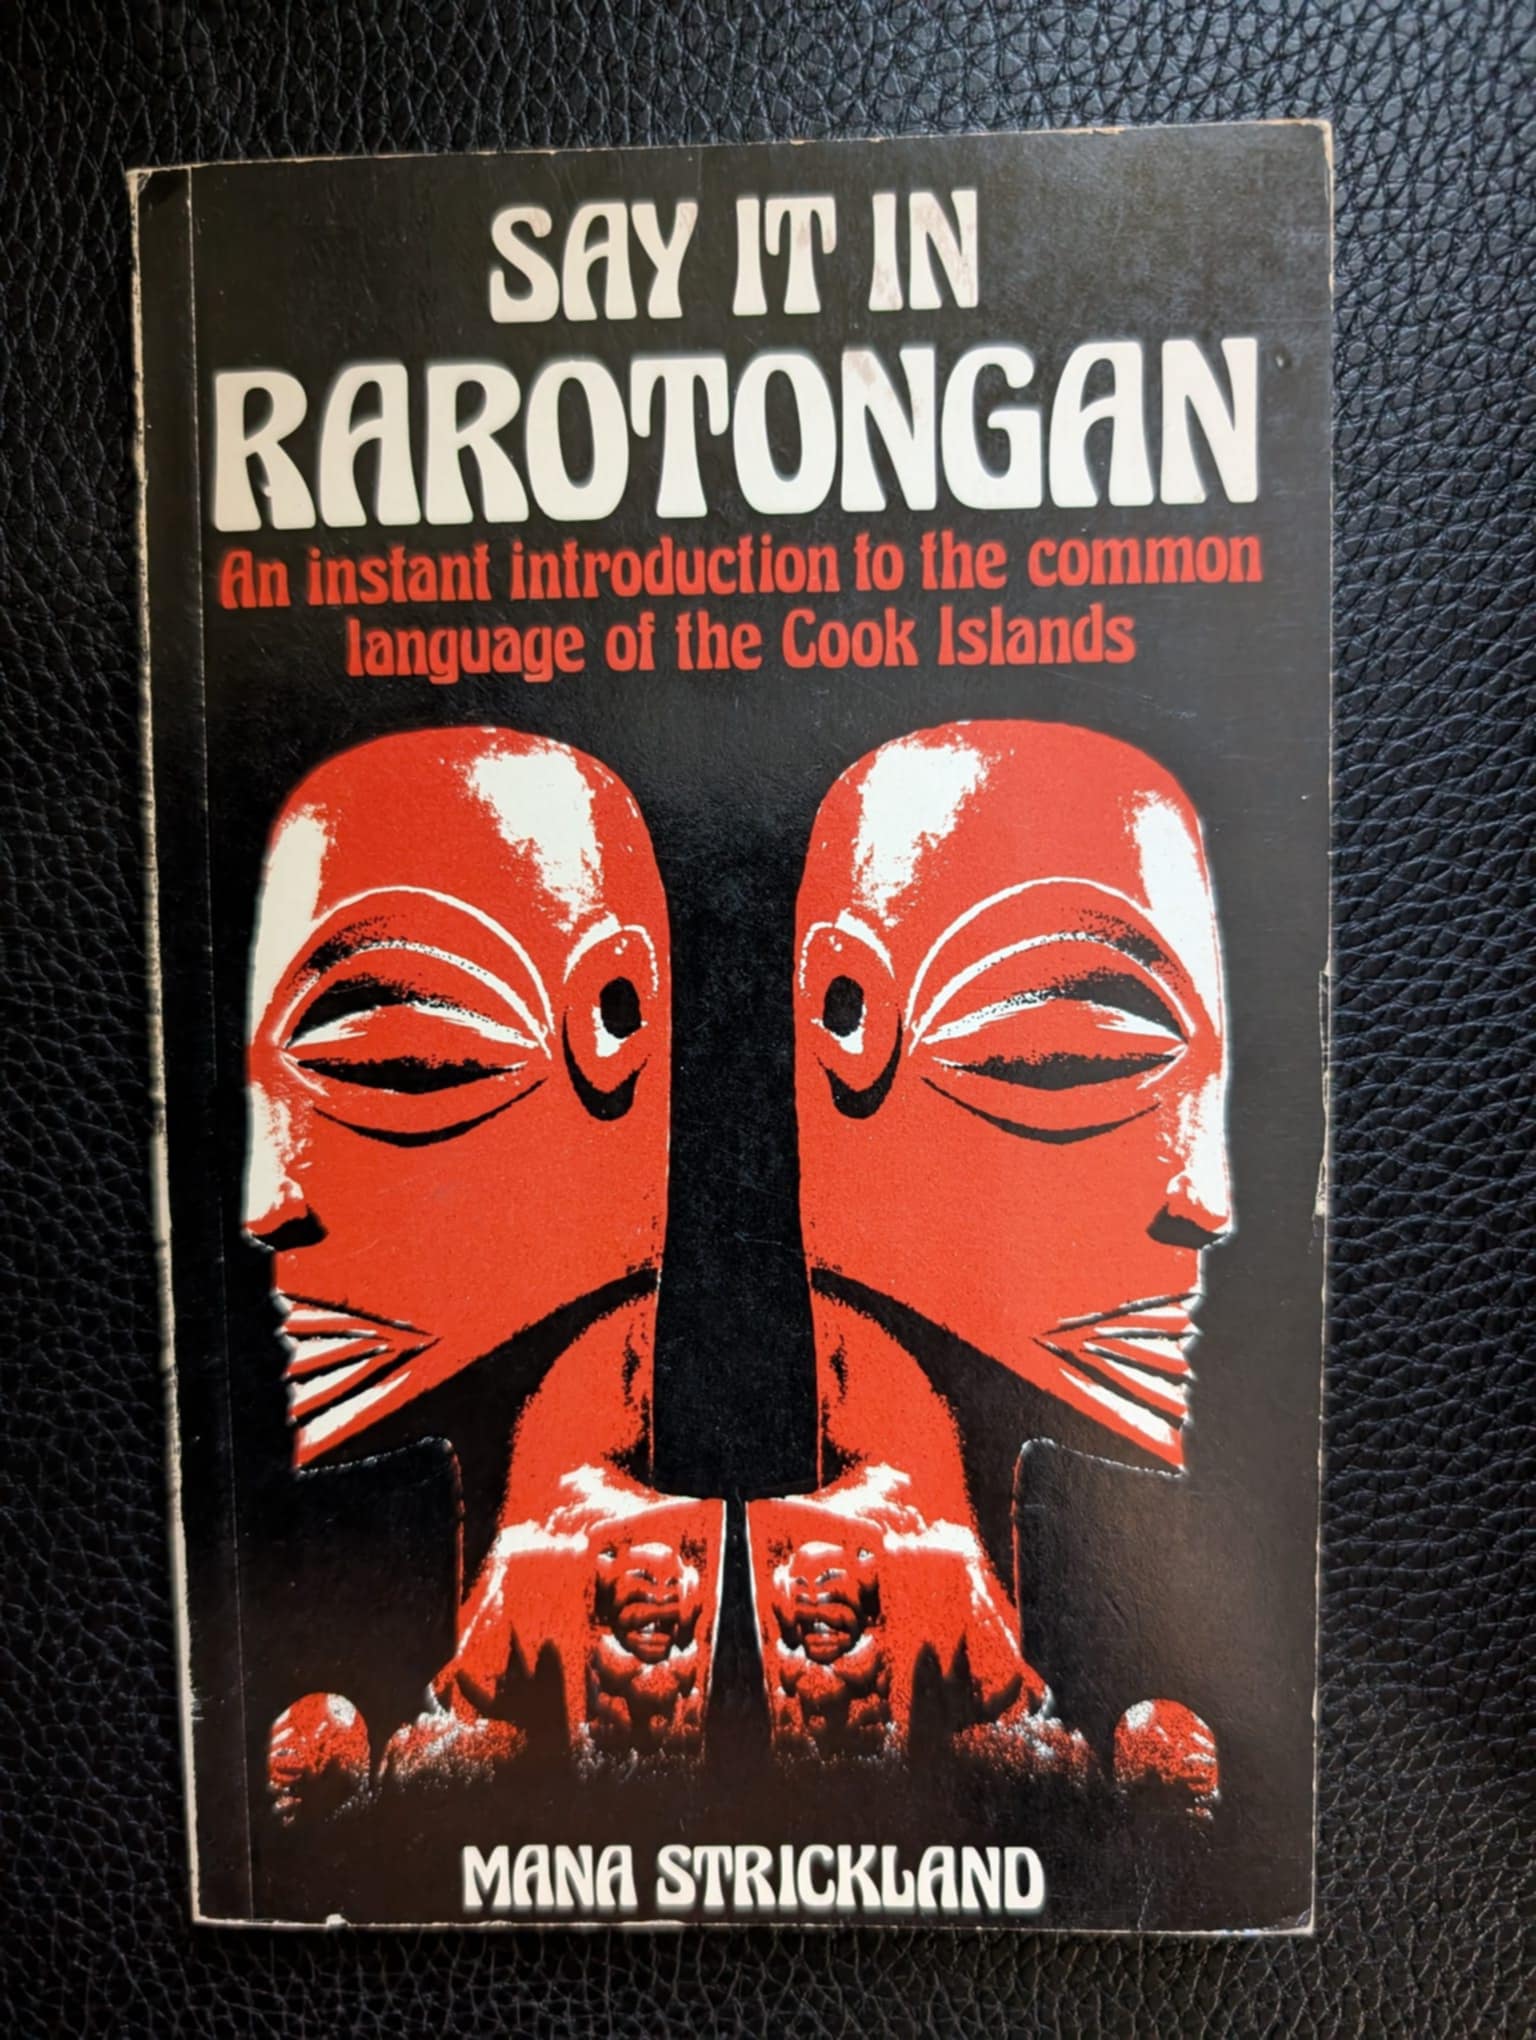 SAY IT IN
RAROTONGAN
An instant introduction to the common
language of the Cook Islands
MANA STRICKLAND